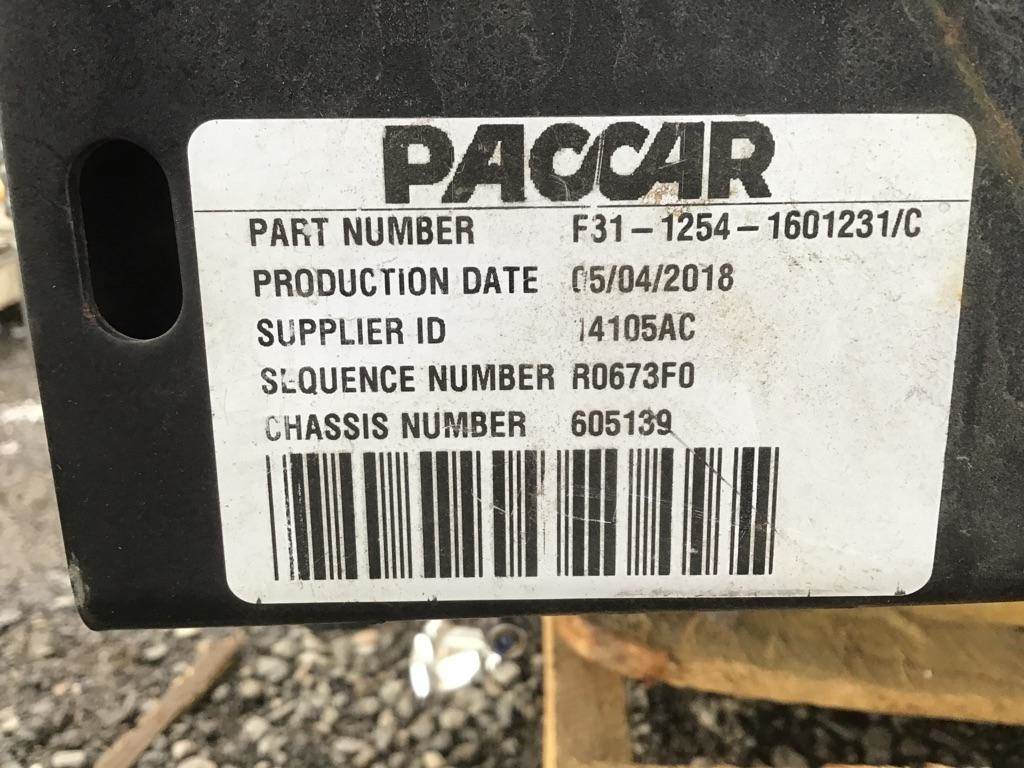 PACCAR
PART NUMBER F31-1254-1601231/C
PRODUCTION DATE 05/04/2018
SUPPLIER ID 14105AC
SEQUENCE NUMBER R0673F0
CHASSIS NUMBER 605139